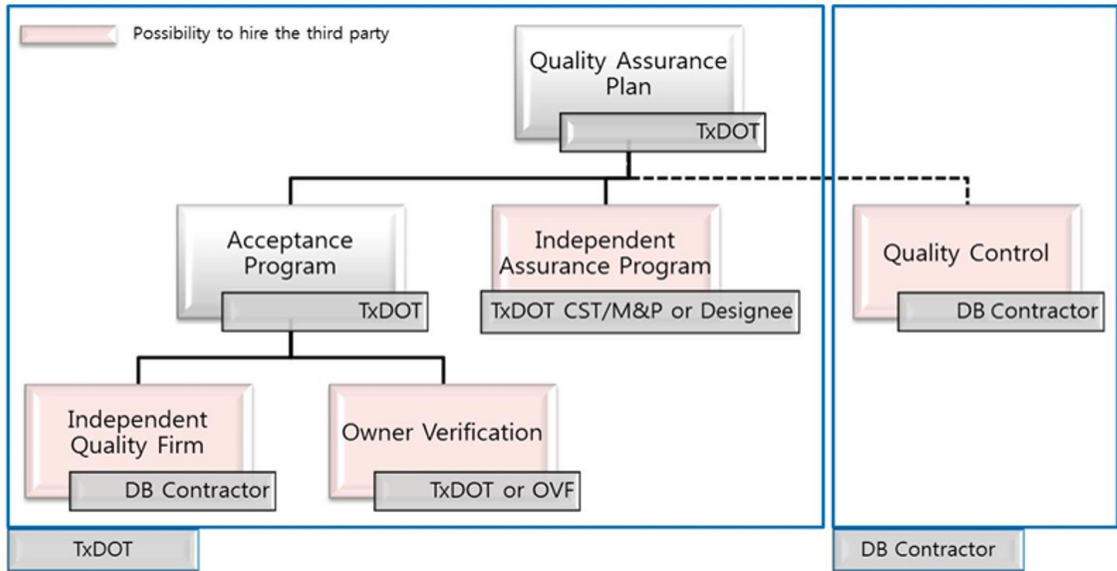 Possibility to hire the third party
Quality Assurance
Plan
TxDOT
Acceptance
Program
TxDOT
Independent
Assurance Program
TxDOT CST/M&P or Designee
Quality Control
DB Contractor
Independent
Quality Firm
DB Contractor
Owner Verification
TxDOT or OVF
TxDOT
DB Contractor